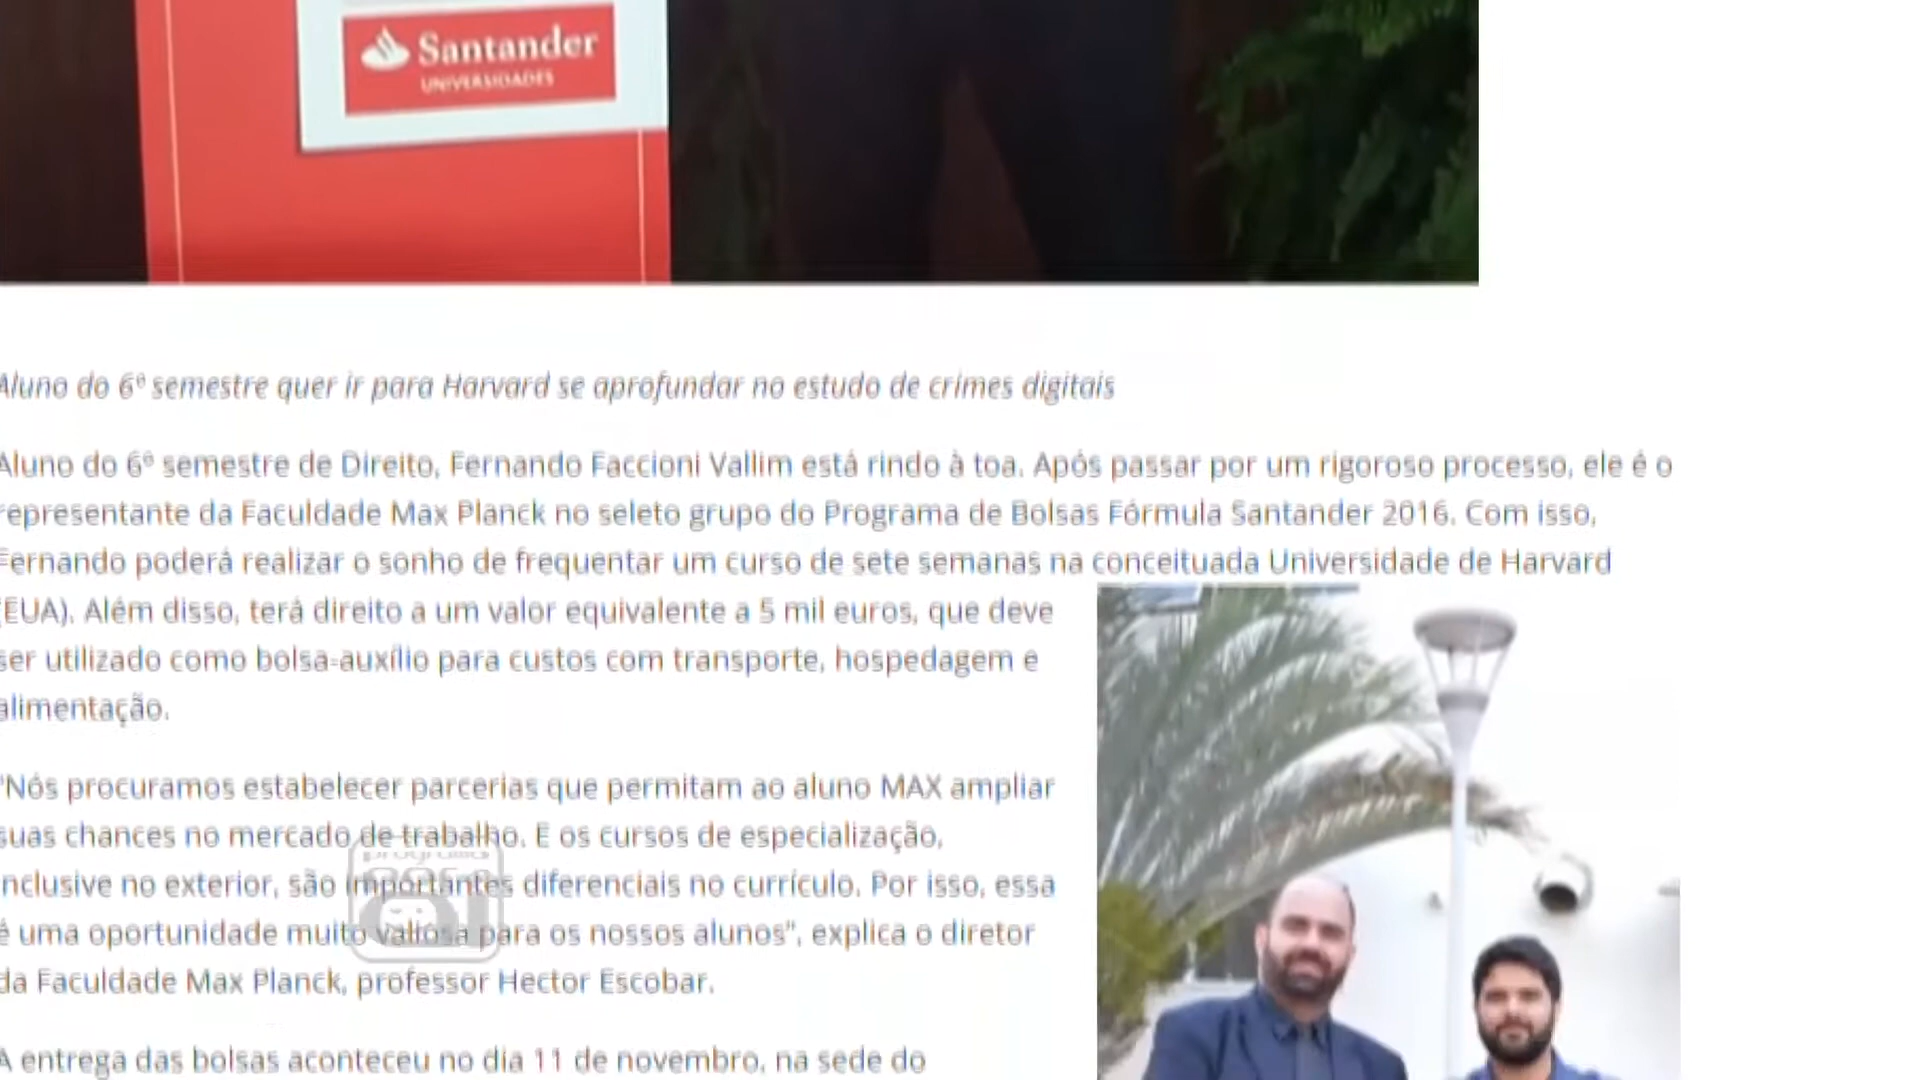 Santander
UNIVERSIDADES
Aluno do 6º semestre quer ir para Harvard se aprofundar no estudo de crimes digitais
Aluno do 6º semestre de Direito, Fernando Faccioni Vallim está rindo à toa. Após passar por um rigoroso processo, ele é o
representante da Faculdade Max Planck no seleto grupo do Programa de Bolsas Fórmula Santander 2016. Com isso,
Fernando poderá realizar o sonho de frequentar um curso de sete semanas na conceituada Universidade de Harvard
(EUA). Além disso, terá direito a um valor equivalente a 5 mil euros, que deve
ser utilizado como bolsa-auxílio para custos com transporte, hospedagem e
alimentação.
"Nós procuramos estabelecer parcerias que permitam ao aluno MAX ampliar
suas chances no mercado de trabalho. E os cursos de especialização,
inclusive no exterior, são importantes diferenciais no currículo. Por isso, essa
é uma oportunidade muito valiosa para os nossos alunos", explica o diretor
da Faculdade Max Planck, professor Hector Escobar.
A entrega das bolsas aconteceu no dia 11 de novembro, na sede do